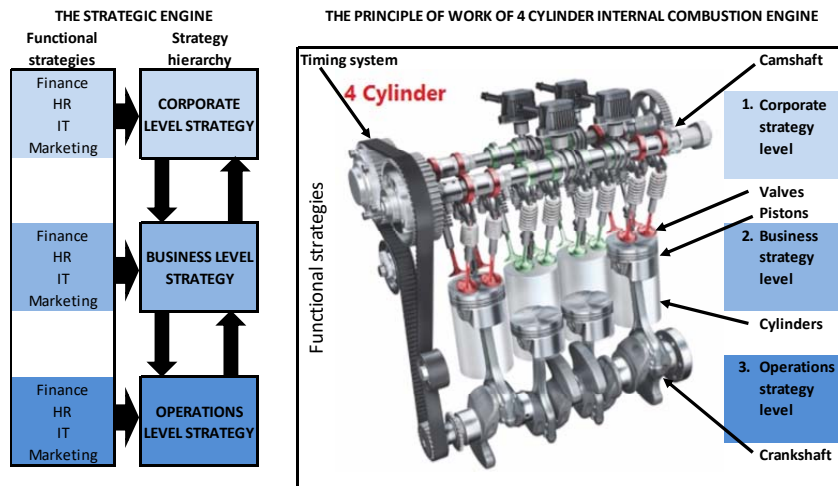 THE STRATEGIC ENGINE
Functional
strategies
Strategy
hierarchy
Finance
HR
IT
Marketing
CORPORATE
LEVEL STRATEGY
Finance
HR
IT
Marketing
BUSINESS LEVEL
STRATEGY
Finance
HR
IT
Marketing
OPERATIONS
LEVEL STRATEGY
THE PRINCIPLE OF WORK OF 4 CYLINDER INTERNAL COMBUSTION ENGINE
Timing system
4 Cylinder
Functional strategies
Camshaft
1. Corporate
strategy
level
Valves
Pistons
2. Business
strategy
level
Cylinders
3. Operations
strategy
level
Crankshaft